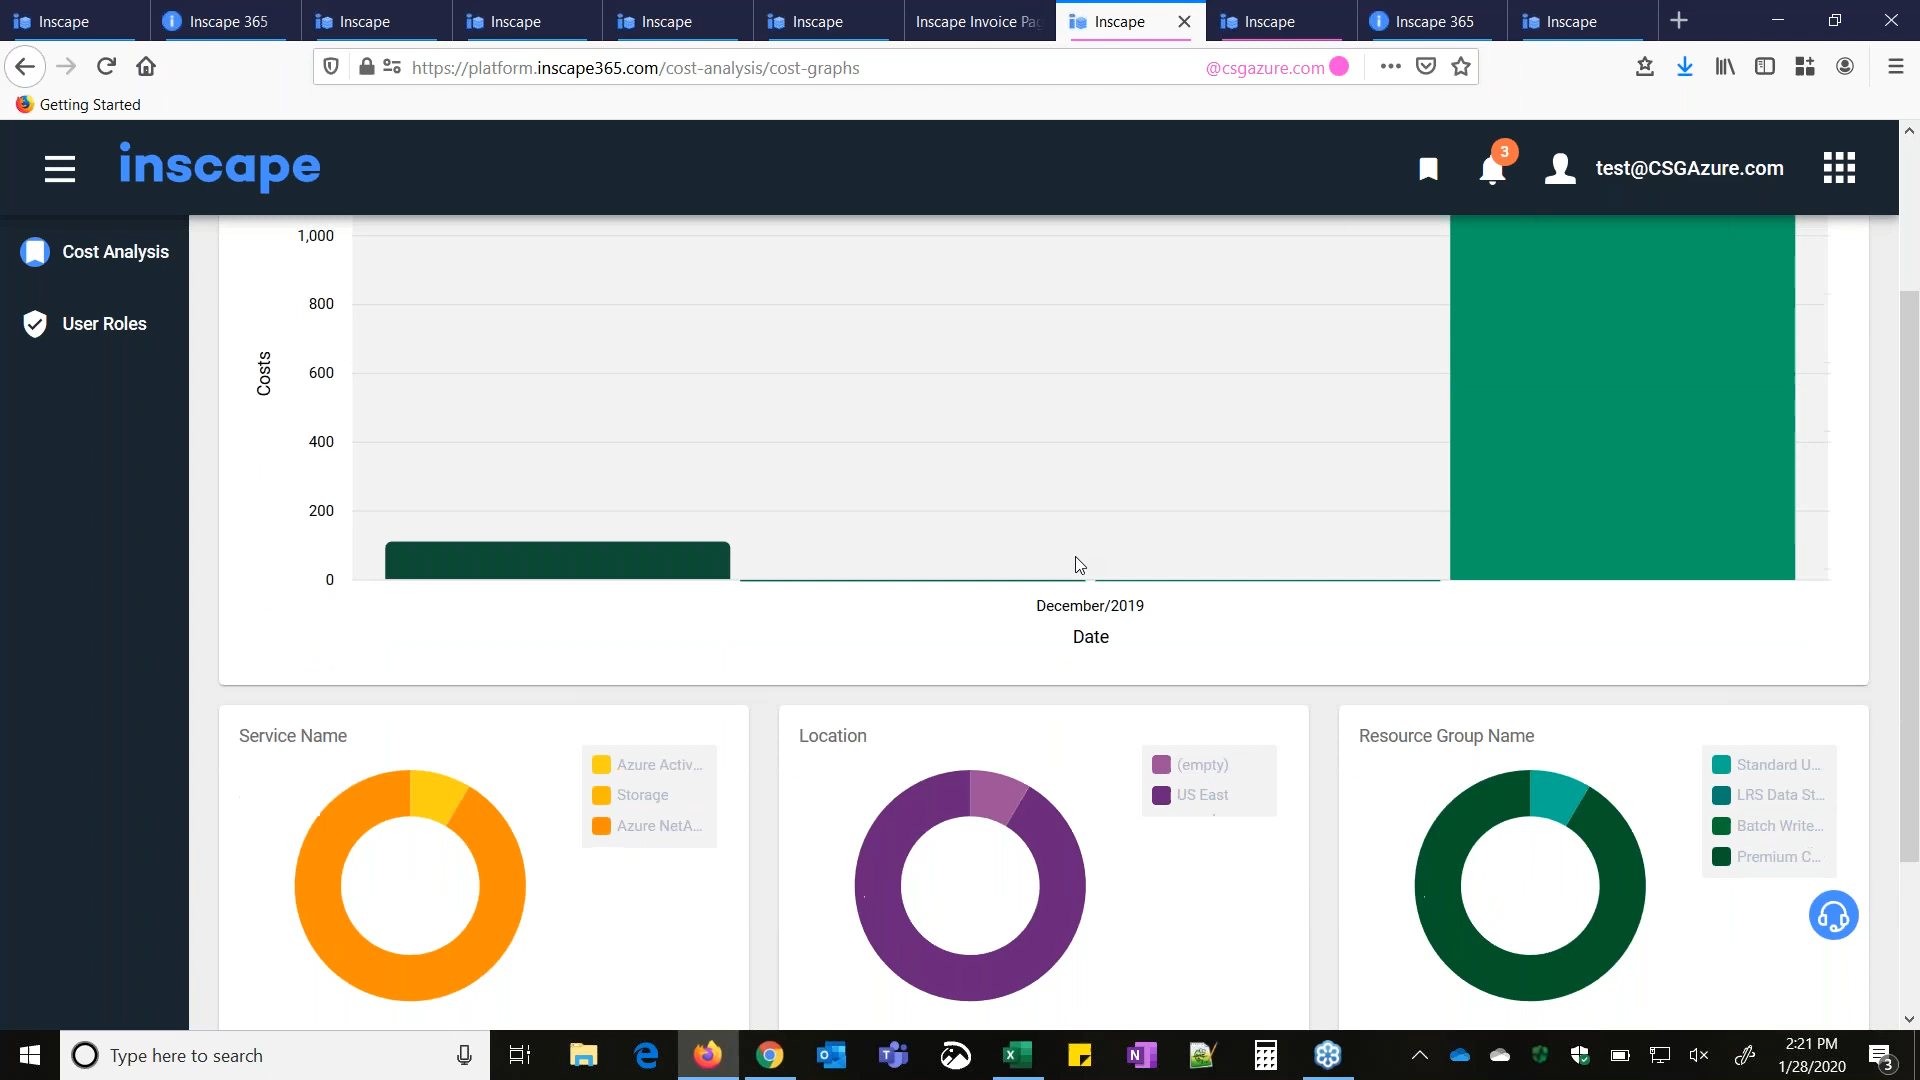 Inscape
Inscape 365
Inscape
Inscape
Inscape
Inscape
Inscape Invoice Pa
Inscape
Inscape
Inscape 365
Inscape
https://platform.inscape365.com/cost-analysis/cost-graphs
@csgazure.com
Getting Started
inscape
3
test@CSGAzure.com
Cost Analysis
User Roles
1,000
800
600
400
200
0
Costs
December/2019
Date
Service Name
Azure Activ...
Storage
Azure NetA...
Location
(empty)
US East
Resource Group Name
Standard U...
LRS Data St...
Batch Write...
Premium C...
Type here to search
2:21 PM
1/28/2020
3